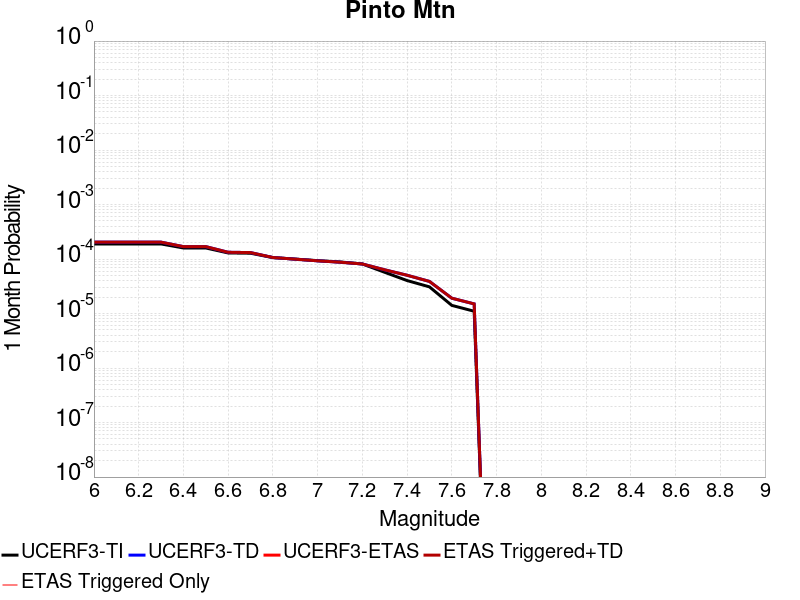 Pinto Mtn
10^0
10^-1
10^-2
10^-3
10^-4
10^-5
10^-6
10^-7
10^-8
1 Month Probability
6 6.2 6.4 6.6 6.8 7 7.2 7.4 7.6 7.8 8 8.2 8.4 8.6 8.8 9
Magnitude
UCERF3-TI UCERF3-TD UCERF3-ETAS ETAS Triggered+TD
ETAS Triggered Only